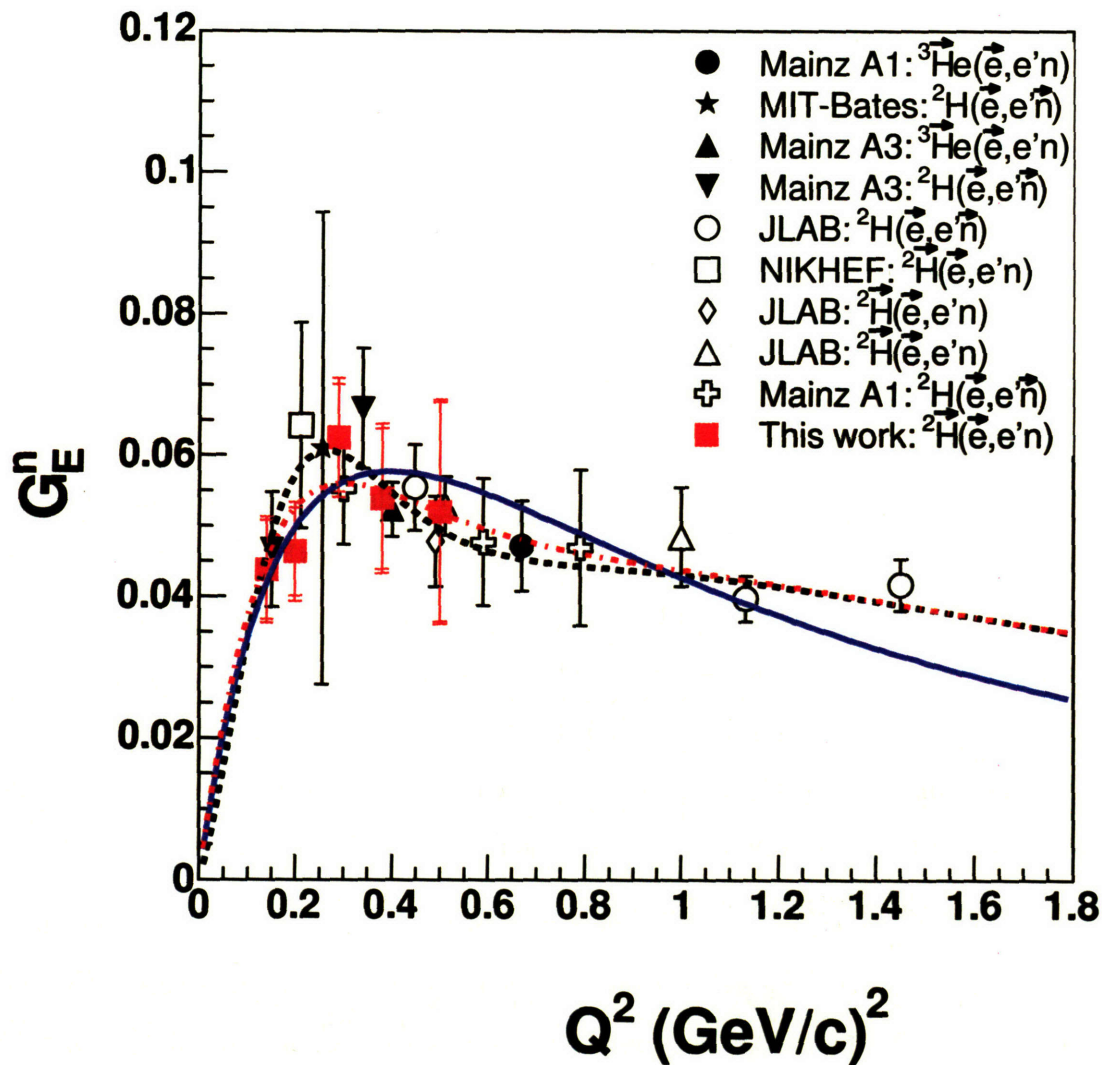 0.12
0.1
0.08
0.06
0.04
0.02
0
G_E^n
Mainz A1: ³H⃗e(e⃗,e'n)
MIT-Bates: ²H(e⃗,e'n⃗)
Mainz A3: ³H⃗e(e⃗,e'n)
Mainz A3: ²H(e⃗,e'n⃗)
JLAB: ²H(e⃗,e'n⃗)
NIKHEF: ²H⃗(e⃗,e'n)
JLAB: ²H⃗(e⃗,e'n)
JLAB: ²H⃗(e⃗,e'n)
Mainz A1: ²H(e⃗,e'n⃗)
This work: ²H⃗(e⃗,e'n)
0 0.2 0.4 0.6 0.8 1 1.2 1.4 1.6 1.8
Q² (GeV/c)²